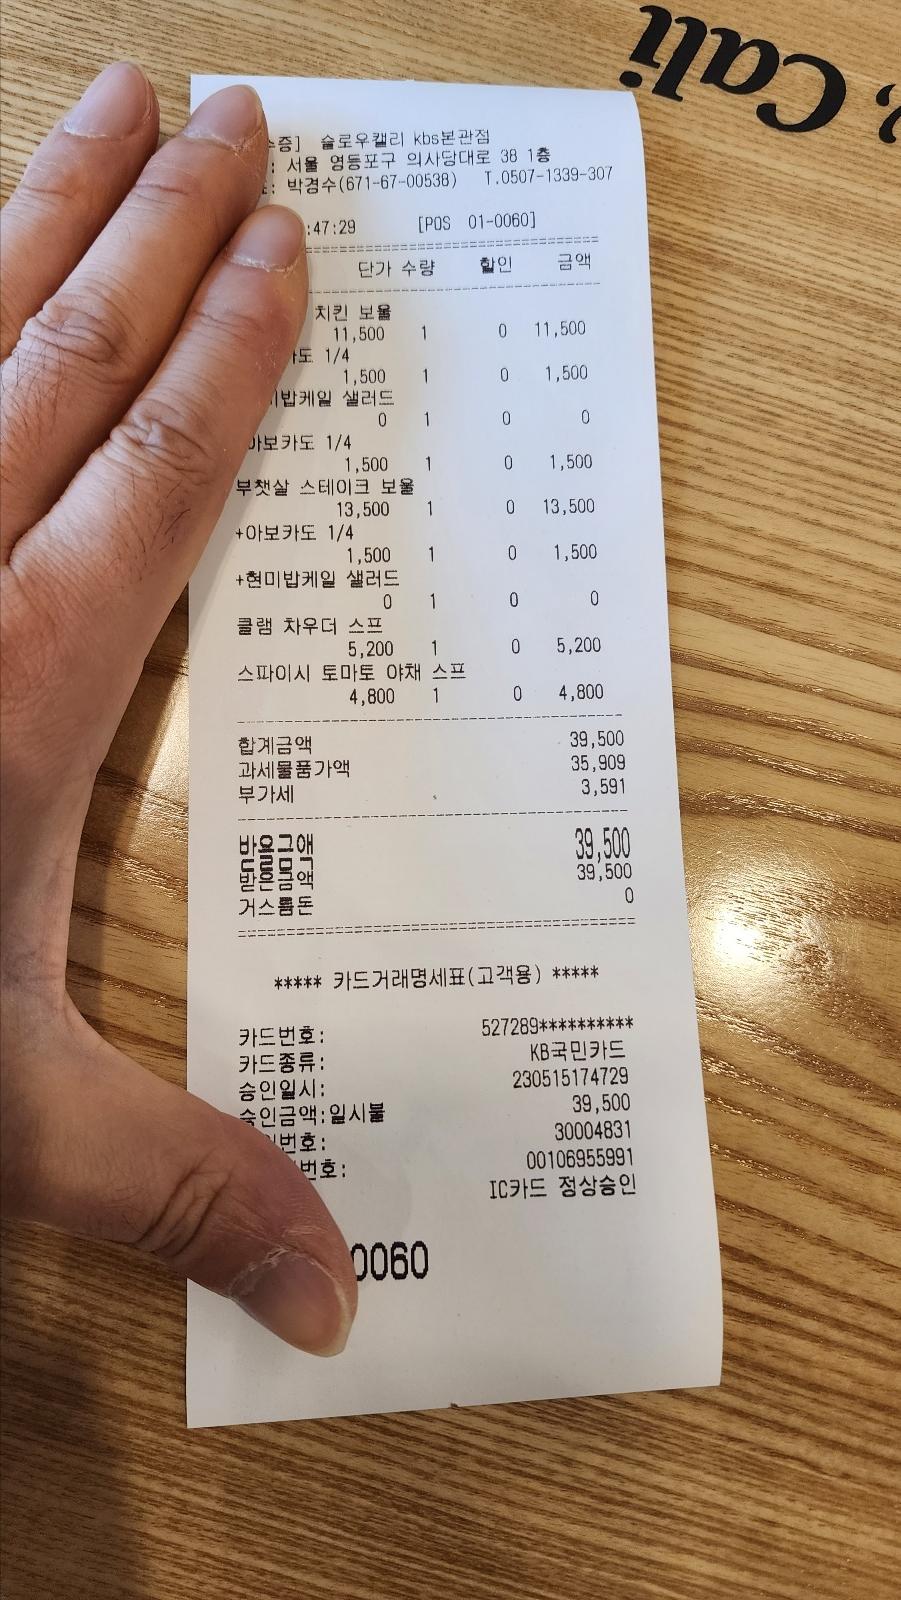 Cali
슬로우캘리 kbs본관점
서울 영등포구 의사당대로 38 1층
박경수(671-67-00538) T.0507-1339-307
:47:29 [POS 01-0060]
단가 수량 할인 금액
치킨 보울
11,500 1 0 11,500
1/4
1,500 1 0 1,500
샐러드
0 1 0 0
아보카도 1/4
1,500 1 0 1,500
부챗살 스테이크 보울
13,500 1 0 13,500
+아보카도 1/4
1,500 1 0 1,500
+현미밥케일 샐러드
0 1 0 0
클램 차우더 스프
5,200 1 0 5,200
스파이시 토마토 야채 스프
4,800 1 0 4,800
합계금액 39,500
과세물품가액 35,909
부가세 3,591
받을금액 39,500
받은금액 39,500
거스름돈 0
***** 카드거래명세표(고객용) *****
카드번호: 527289**********
카드종류: KB국민카드
승인일시: 230515174729
승인금액:일시불 39,500
번호: 30004831
번호: 00106955991
IC카드 정상승인
0060